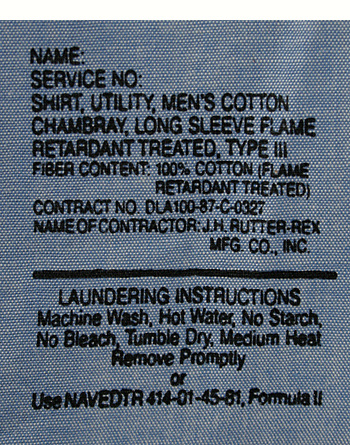 NAME:
SERVICE NO:
SHIRT, UTILITY, MEN'S COTTON
CHAMBRAY, LONG SLEEVE FLAME
RETARDANT TREATED, TYPE III
FIBER CONTENT: 100% COTTON (FLAME
RETARDANT TREATED)
CONTRACT NO. DLA100-87-C-0327
NAME OF CONTRACTOR: J.H. RUTTER-REX
MFG. CO., INC.
LAUNDERING INSTRUCTIONS
Machine Wash, Hot Water, No Starch,
No Bleach, Tumble Dry, Medium Heat
Remove Promptly
or
Use NAVEDTR 414-01-45-81, Formula II